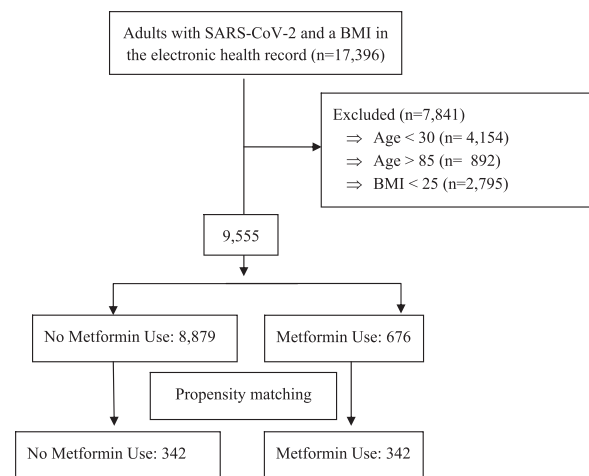 Adults with SARS-CoV-2 and a BMI in
the electronic health record (n=17,396)
Excluded (n=7,841)
⇒ Age < 30 (n= 4,154)
⇒ Age > 85 (n= 892)
⇒ BMI < 25 (n=2,795)
9,555
No Metformin Use: 8,879
Metformin Use: 676
Propensity matching
No Metformin Use: 342
Metformin Use: 342